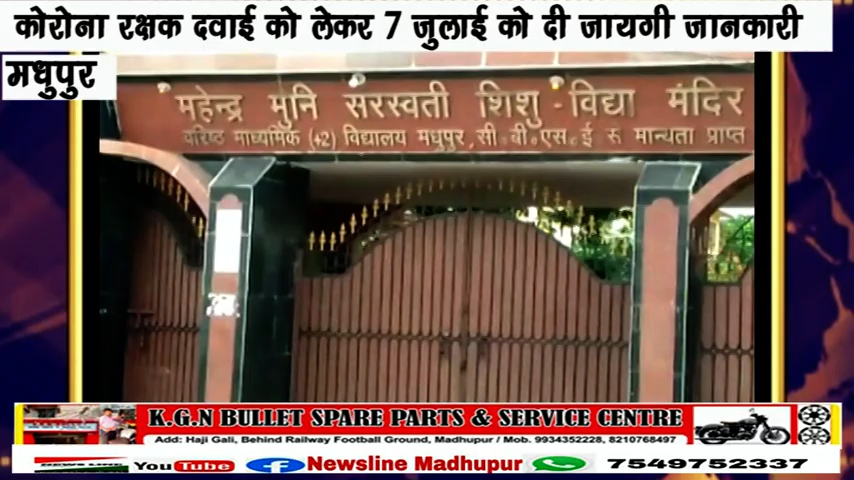 कोरोना रक्षक दवाई को लेकर 7 जुलाई को दी जायगी जानकारी
मधुपुर
महेन्द्र मुनि सरस्वती शिशु - विद्या मंदिर
वरिष्ठ माध्यमिक (+2) विद्यालय मधुपुर, सी.बी.एस.ई रु मान्यता प्राप्त
K.G.N BULLET SPARE PARTS & SERVICE CENTRE
Add: Haji Gali, Behind Railway Football Ground, Madhupur / Mob. 9934352228, 8210768497
NEWS LINE YouTube f Newsline Madhupur 7549752337